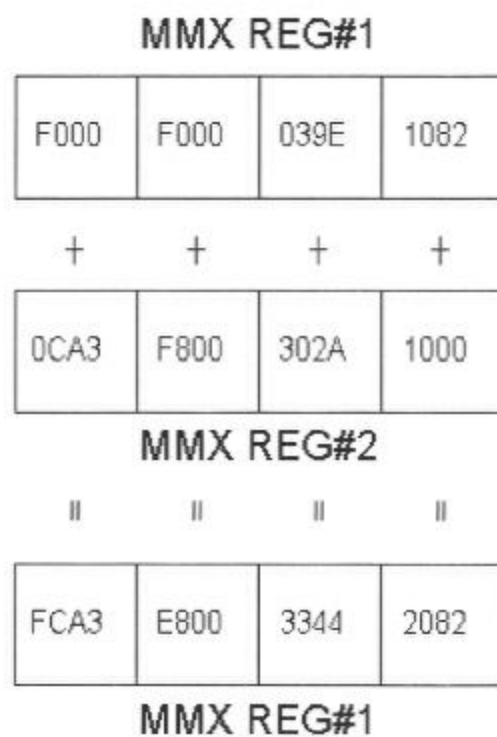 MMX REG#1
F000 F000 039E 1082
+ + + +
0CA3 F800 302A 1000
MMX REG#2
|| || || ||
FCA3 E800 3344 2082
MMX REG#1